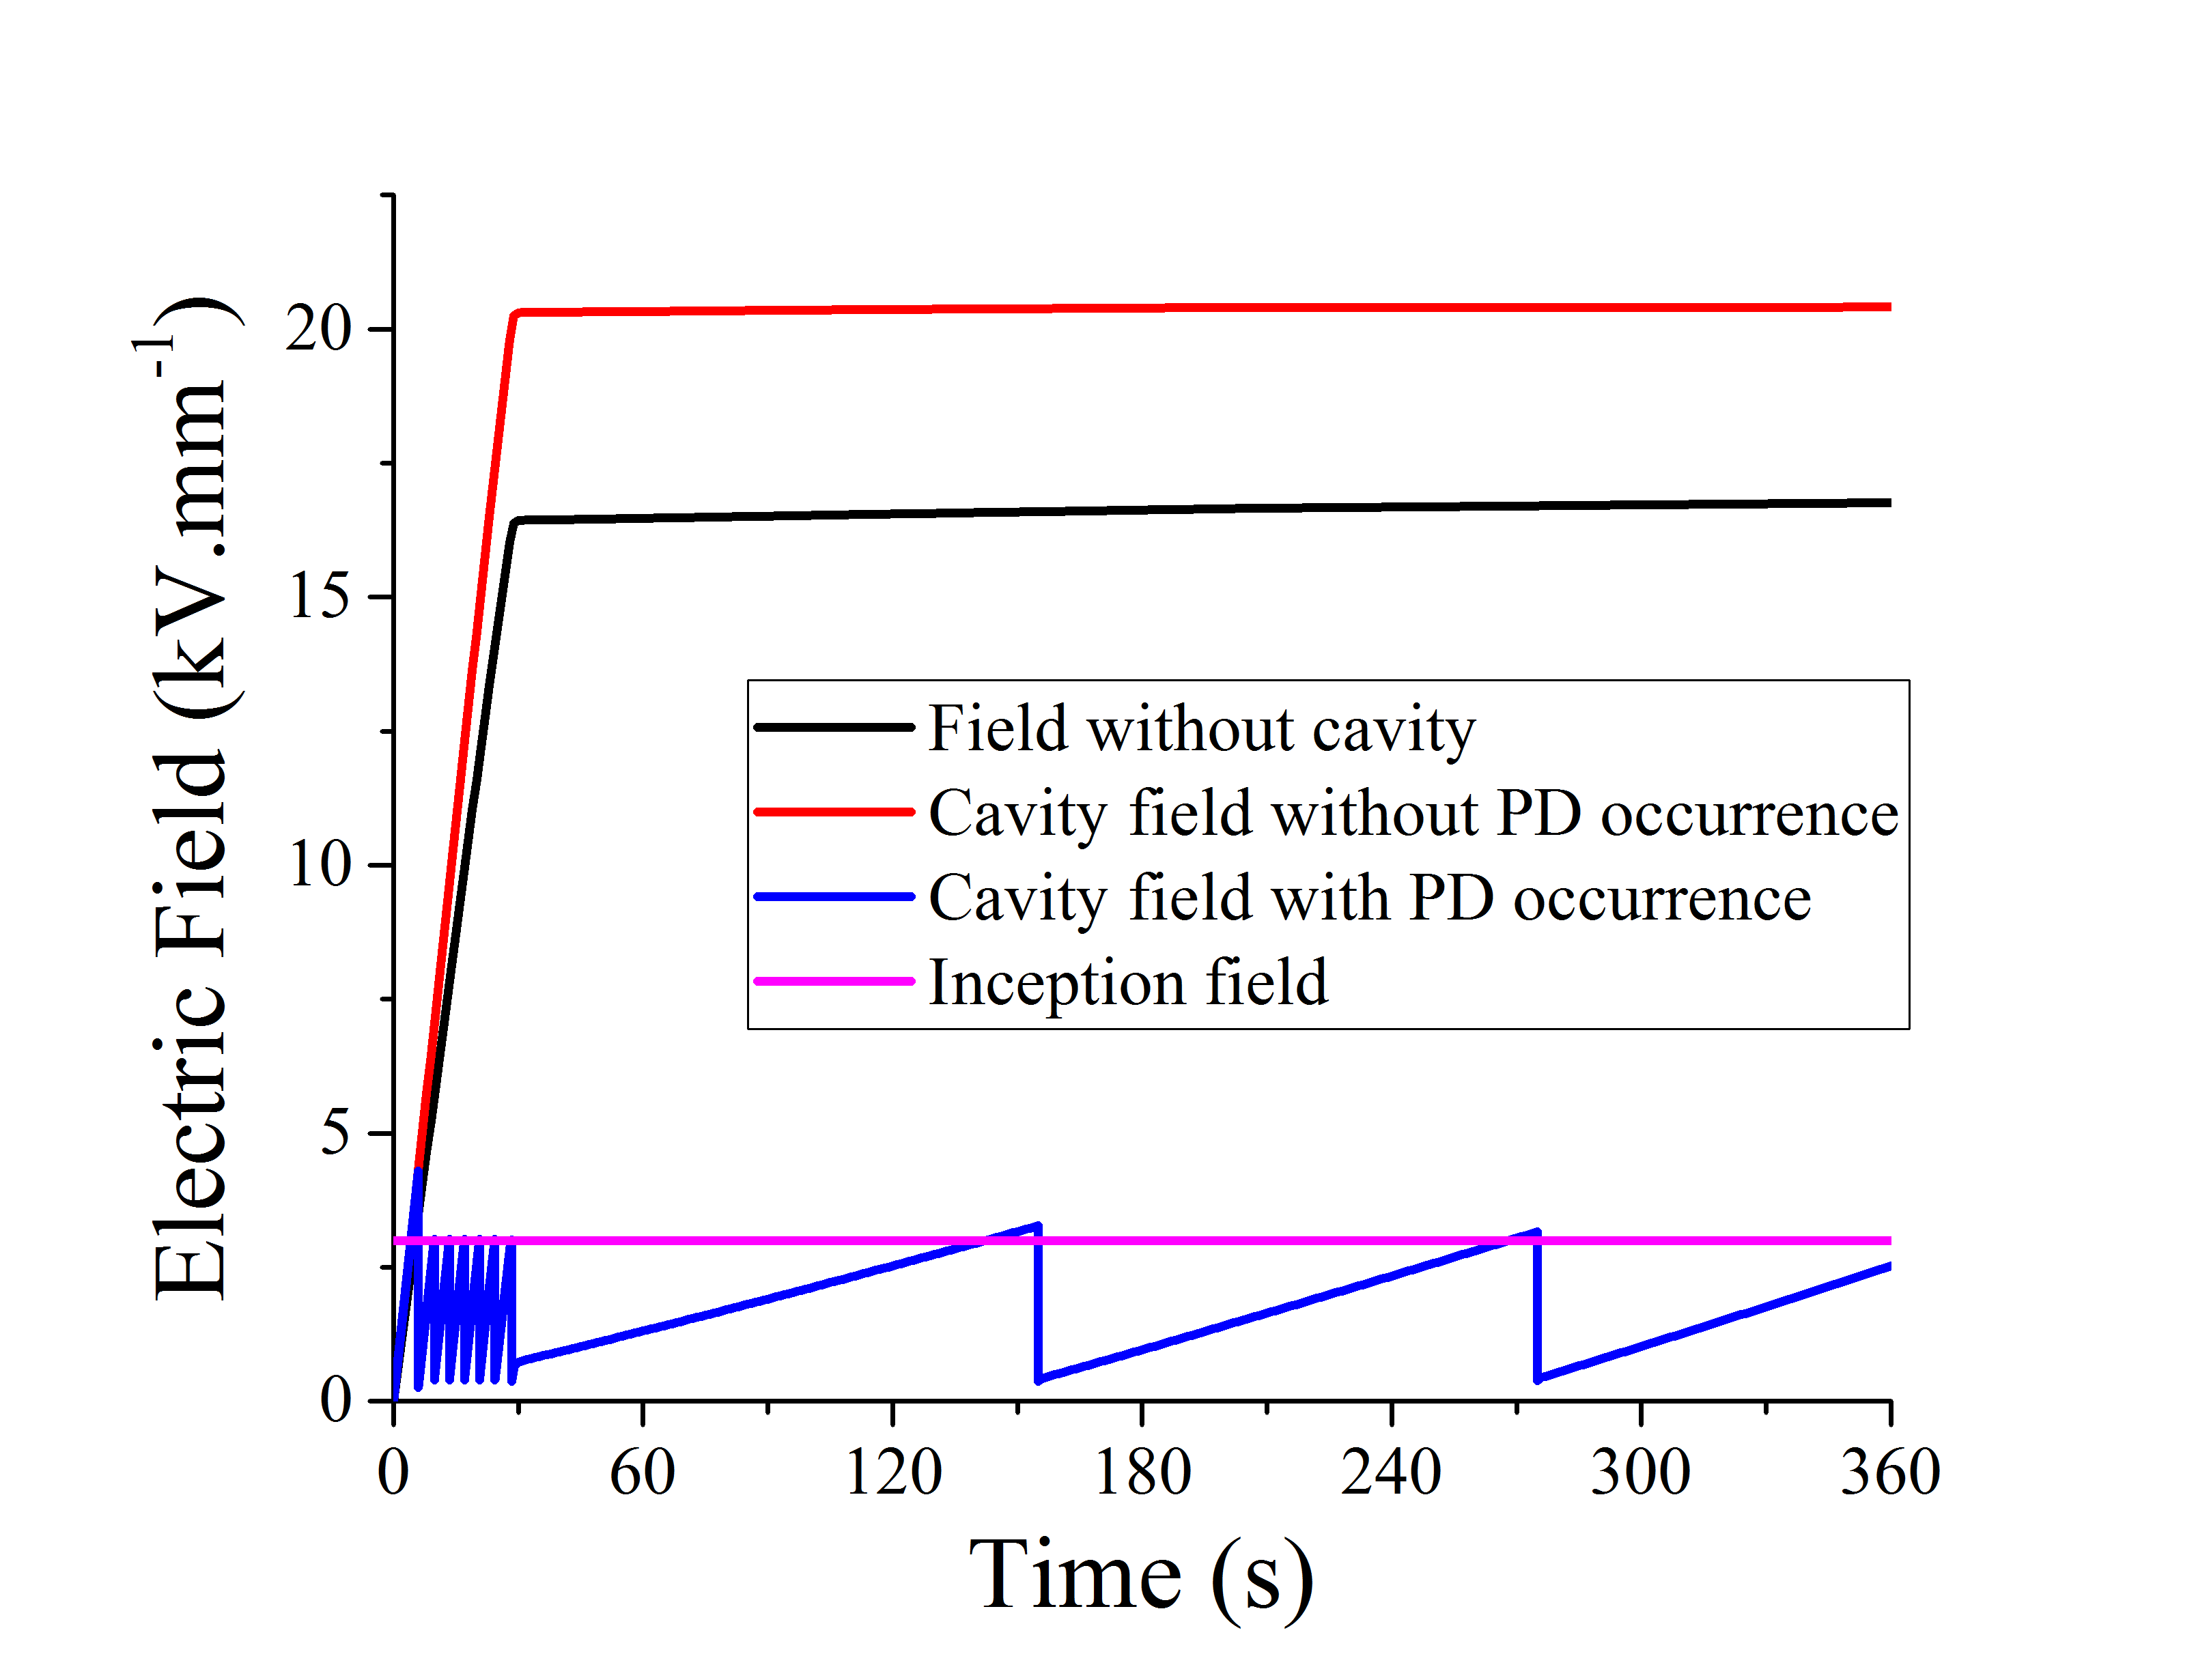 Electric Field (kV.mm-1)
20
15
10
5
0
Field without cavity
Cavity field without PD occurrence
Cavity field with PD occurrence
Inception field
0 60 120 180 240 300 360
Time (s)